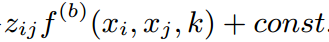 z_{ij} f^{(b)}(x_i, x_j, k) + const.